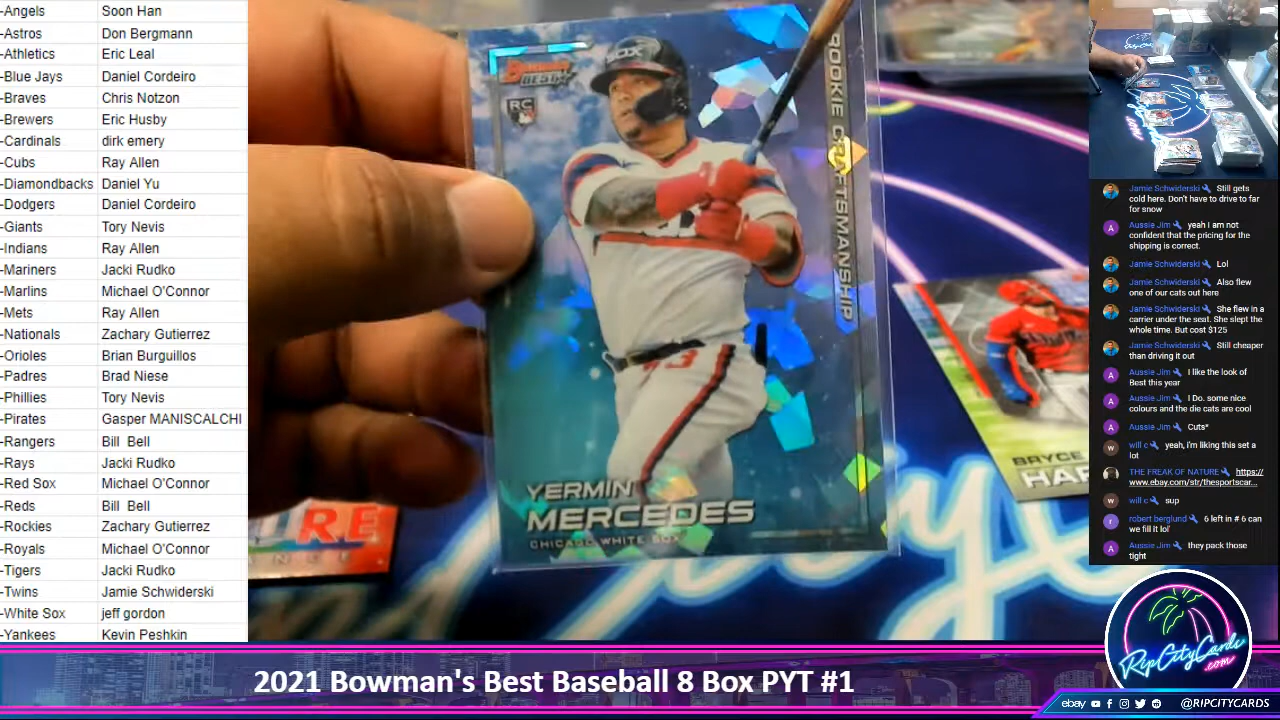 -Angels Soon Han
-Astros Don Bergmann
-Athletics Eric Leal
-Blue Jays Daniel Cordeiro
-Braves Chris Notzon
-Brewers Eric Husby
-Cardinals dirk emery
-Cubs Ray Allen
-Diamondbacks Daniel Yu
-Dodgers Daniel Cordeiro
-Giants Tory Nevis
-Indians Ray Allen
-Mariners Jacki Rudko
-Marlins Michael O'Connor
-Mets Ray Allen
-Nationals Zachary Gutierrez
-Orioles Brian Burguillos
-Padres Brad Niese
-Phillies Tory Nevis
-Pirates Gasper MANISCALCHI
-Rangers Bill Bell
-Rays Jacki Rudko
-Red Sox Michael O'Connor
-Reds Bill Bell
-Rockies Zachary Gutierrez
-Royals Michael O'Connor
-Tigers Jacki Rudko
-Twins Jamie Schwiderski
-White Sox jeff gordon
-Yankees Kevin Peshkin
Bowman's
BEST
RC
SOX
ROOKIE CRAFTSMANSHIP
YERMIN
MERCEDES
CHICAGO WHITE SOX
BRYCE
HAR
RE
Jamie Schwiderski Still gets
cold here. Don't have to drive to far
for snow
Aussie Jim yeah I am not
confident that the pricing for the
shipping is correct.
Jamie Schwiderski Lol
Jamie Schwiderski Also flew
one of our cats out here
Jamie Schwiderski She flew in a
carrier under the seat. She slept the
whole time. But cost $125
Jamie Schwiderski Still cheaper
than driving it out
Aussie Jim I like the look of
Best this year
Aussie Jim I Do. some nice
colours and the die cats are cool
Aussie Jim Cuts*
will c yeah, i'm liking this set a
lot
THE FREAK OF NATURE https://
www.ebay.com/str/thesportscar...
will c sup
robert berglund 6 left in # 6 can
we fill it lol'
Aussie Jim they pack those
tight
2021 Bowman's Best Baseball 8 Box PYT #1
RipCityCards
.com
ebay @RIPCITYCARDS